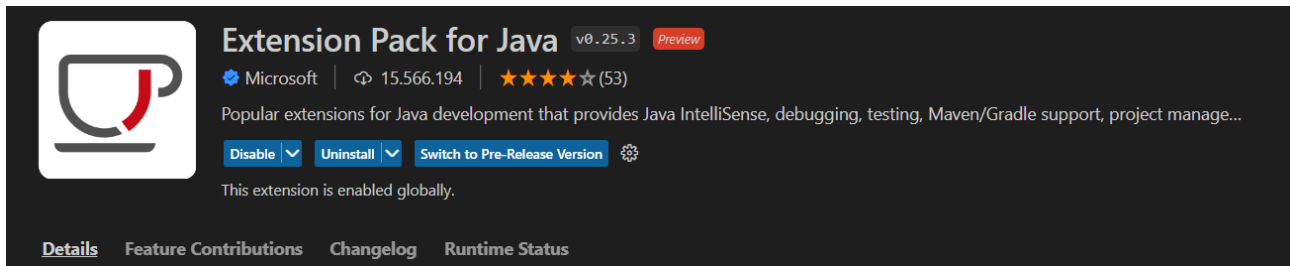 Extension Pack for Java v0.25.3 Preview
Microsoft 15.566.194 (53)
Popular extensions for Java development that provides Java IntelliSense, debugging, testing, Maven/Gradle support, project manage...
Disable Uninstall Switch to Pre-Release Version
This extension is enabled globally.
Details Feature Contributions Changelog Runtime Status